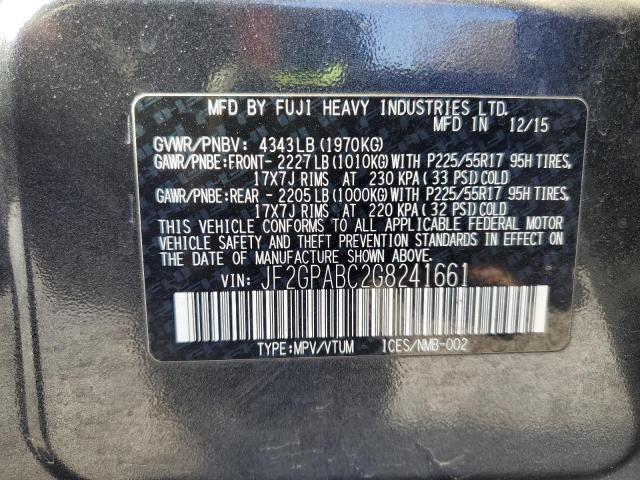 MFD BY FUJI HEAVY INDUSTRIES LTD.
MFD IN 12/15
GVWR/PNBV: 4343LB(1970KG)
GAWR/PNBE:FRONT- 2227LB(1010KG)WITH P225/55R17 95H TIRES,
17X7J RIMS AT 230 KPA(33 PSI)COLD
GAWR/PNBE:REAR - 2205LB(1000KG)WITH P225/55R17 95H TIRES,
17X7J RIMS AT 220 KPA(32 PSI)COLD
THIS VEHICLE CONFORMS TO ALL APPLICABLE FEDERAL MOTOR
VEHICLE SAFETY AND THEFT PREVENTION STANDARDS IN EFFECT ON
THE DATE OF MANUFACTURE SHOWN ABOVE.
VIN: JF2GPABC2G8241661
TYPE:MPV/VTUM ICES/NMB-002